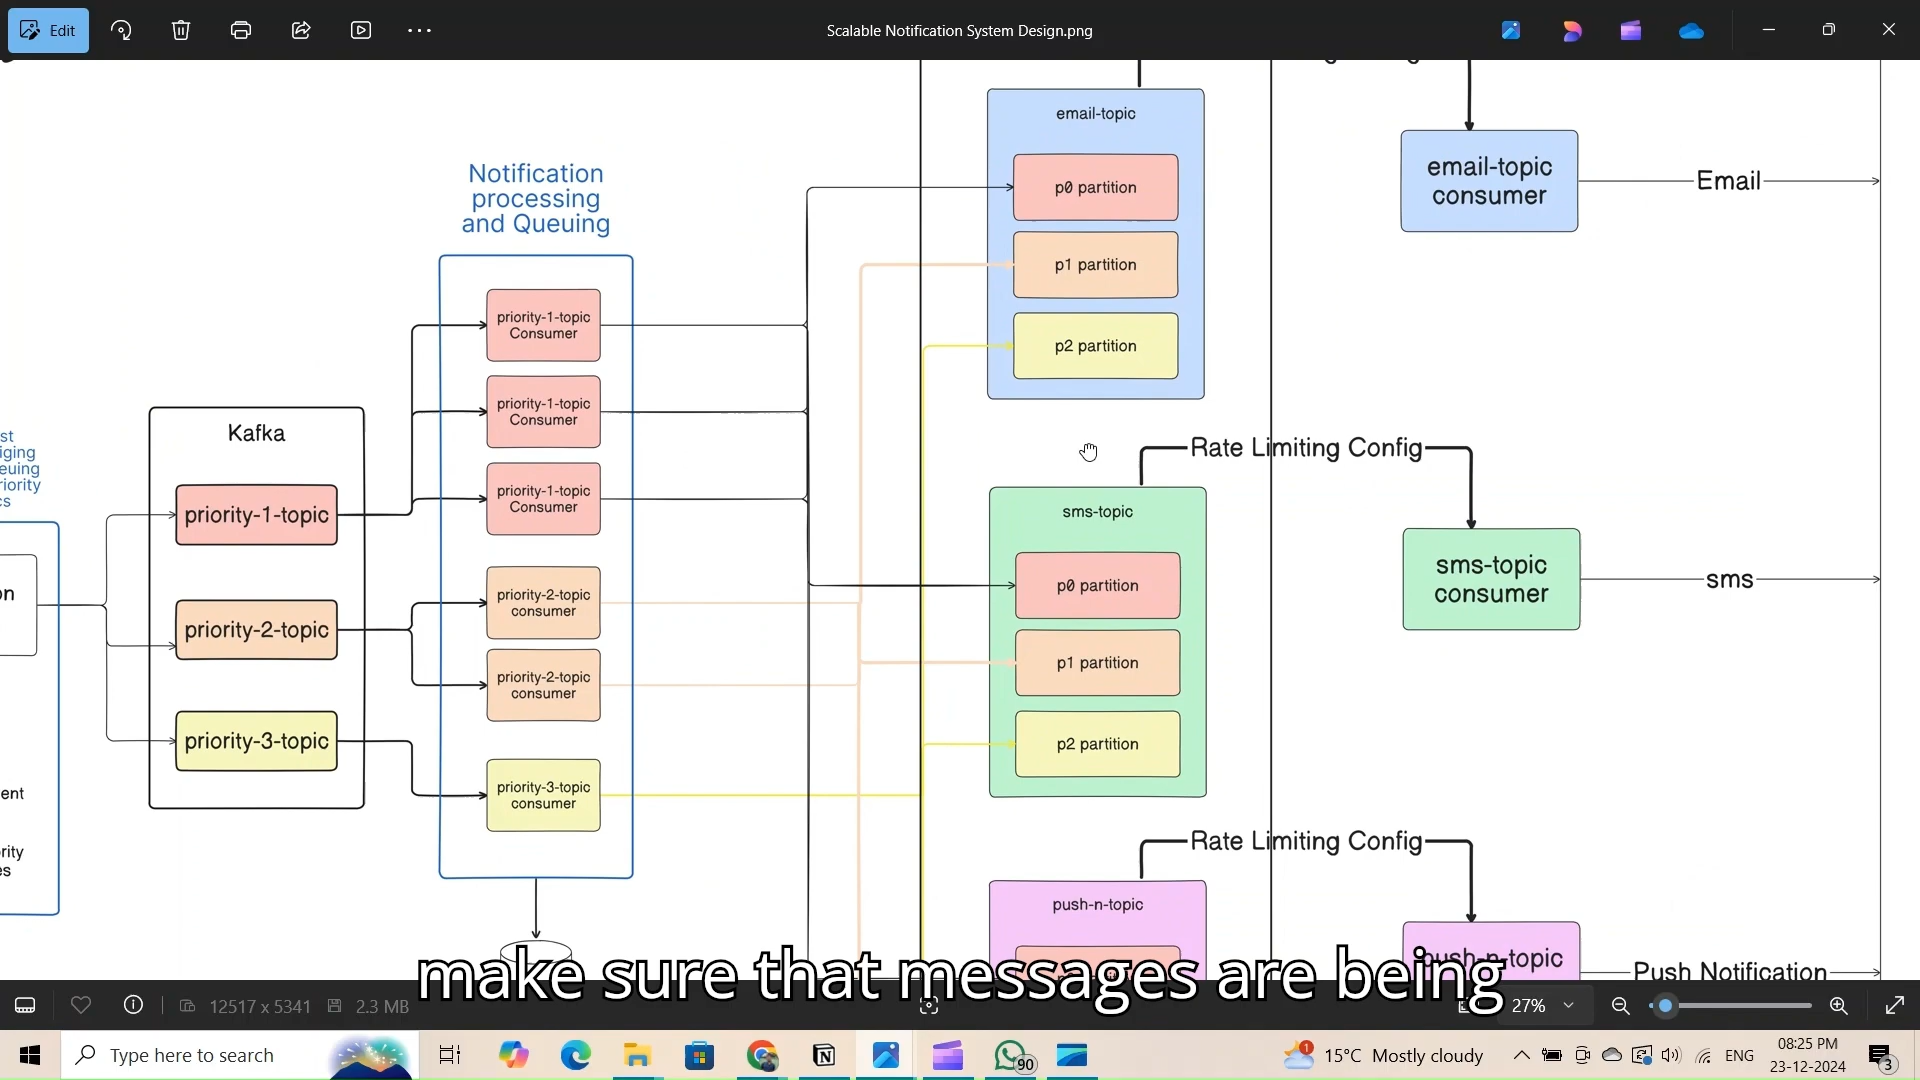 Edit
Scalable Notification System Design.png
email-topic
p0 partition
p1 partition
p2 partition
email-topic
consumer
Email
Notification
processing
and Queuing
priority-1-topic
Consumer
priority-1-topic
Consumer
priority-1-topic
Consumer
priority-2-topic
consumer
priority-2-topic
consumer
priority-3-topic
consumer
Kafka
priority-1-topic
priority-2-topic
priority-3-topic
Rate Limiting Config
sms-topic
p0 partition
p1 partition
p2 partition
sms-topic
consumer
sms
Rate Limiting Config
push-n-topic
push-n-topic
Push Notification
make sure that messages are being
12517 x 5341
2.3 MB
27%
Type here to search
90
1
15°C Mostly cloudy
ENG
08:25 PM
23-12-2024
3